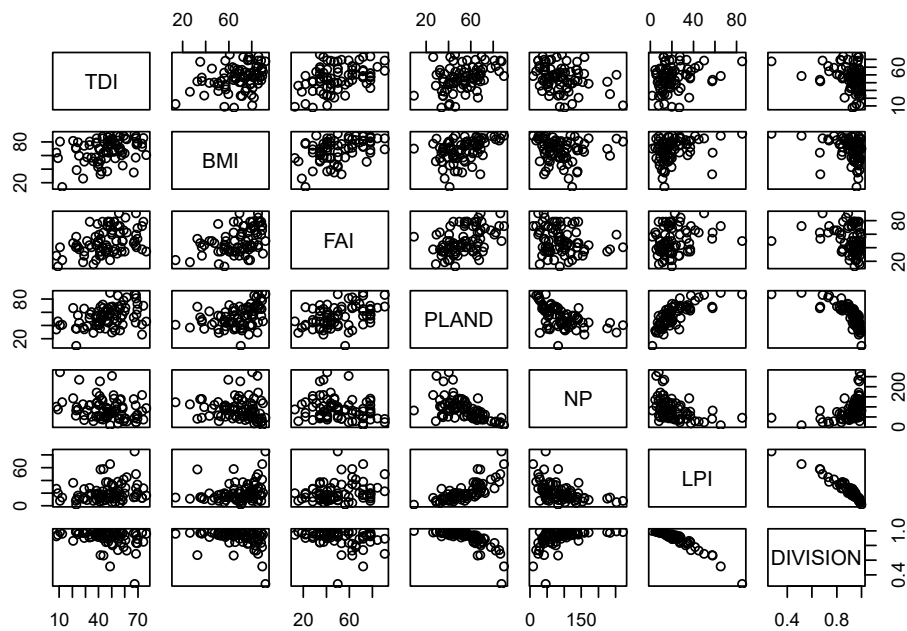 20 60
20 60
0 40 80
TDI
10 60
20 80
BMI
FAI
20 80
20 80
PLAND
NP
0 200
0 60
LPI
DIVISION
0.4 1.0
10 40 70
20 60
0 150
0.4 0.8